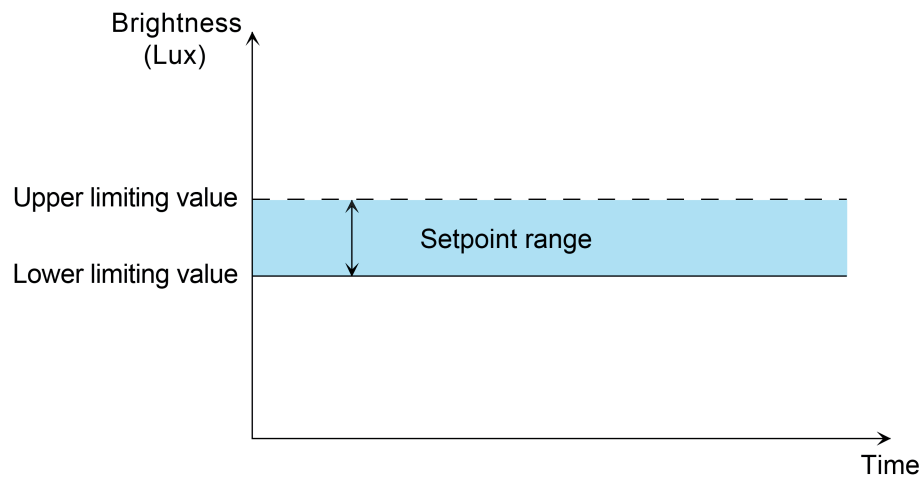 Brightness
(Lux)
Upper limiting value
Setpoint range
Lower limiting value
Time